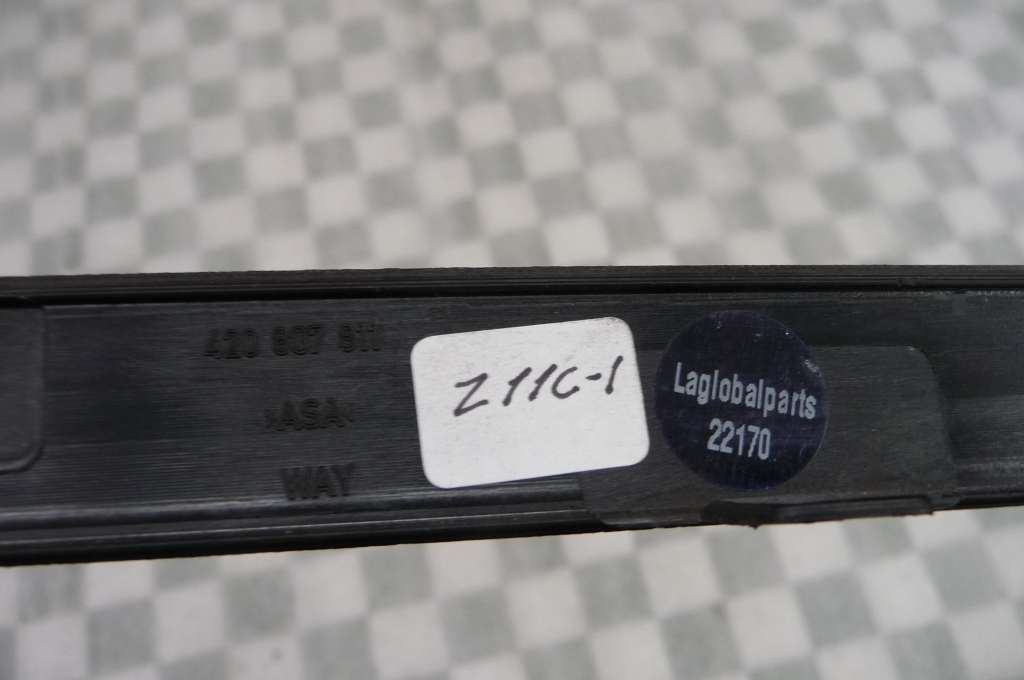 420 807 811
>ASA<
WAY
Z11C-1
Laglobalparts
22170